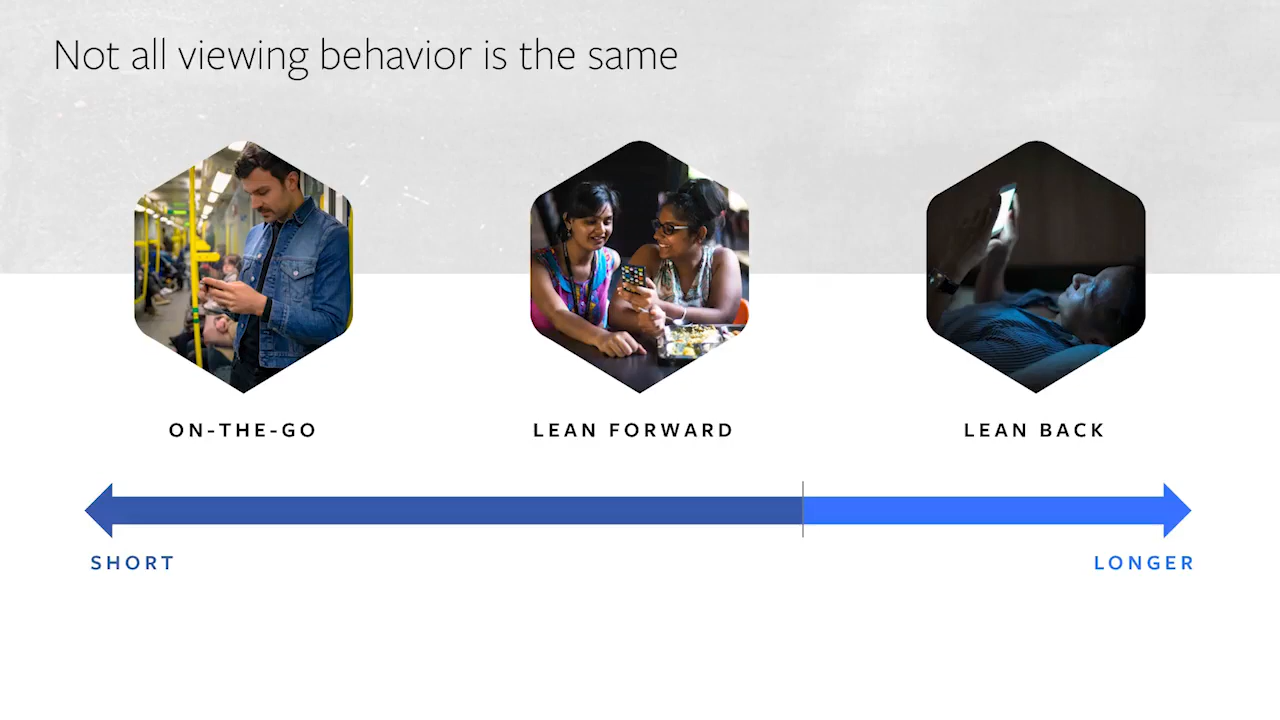 Not all viewing behavior is the same
ON-THE-GO
LEAN FORWARD
LEAN BACK
SHORT
LONGER